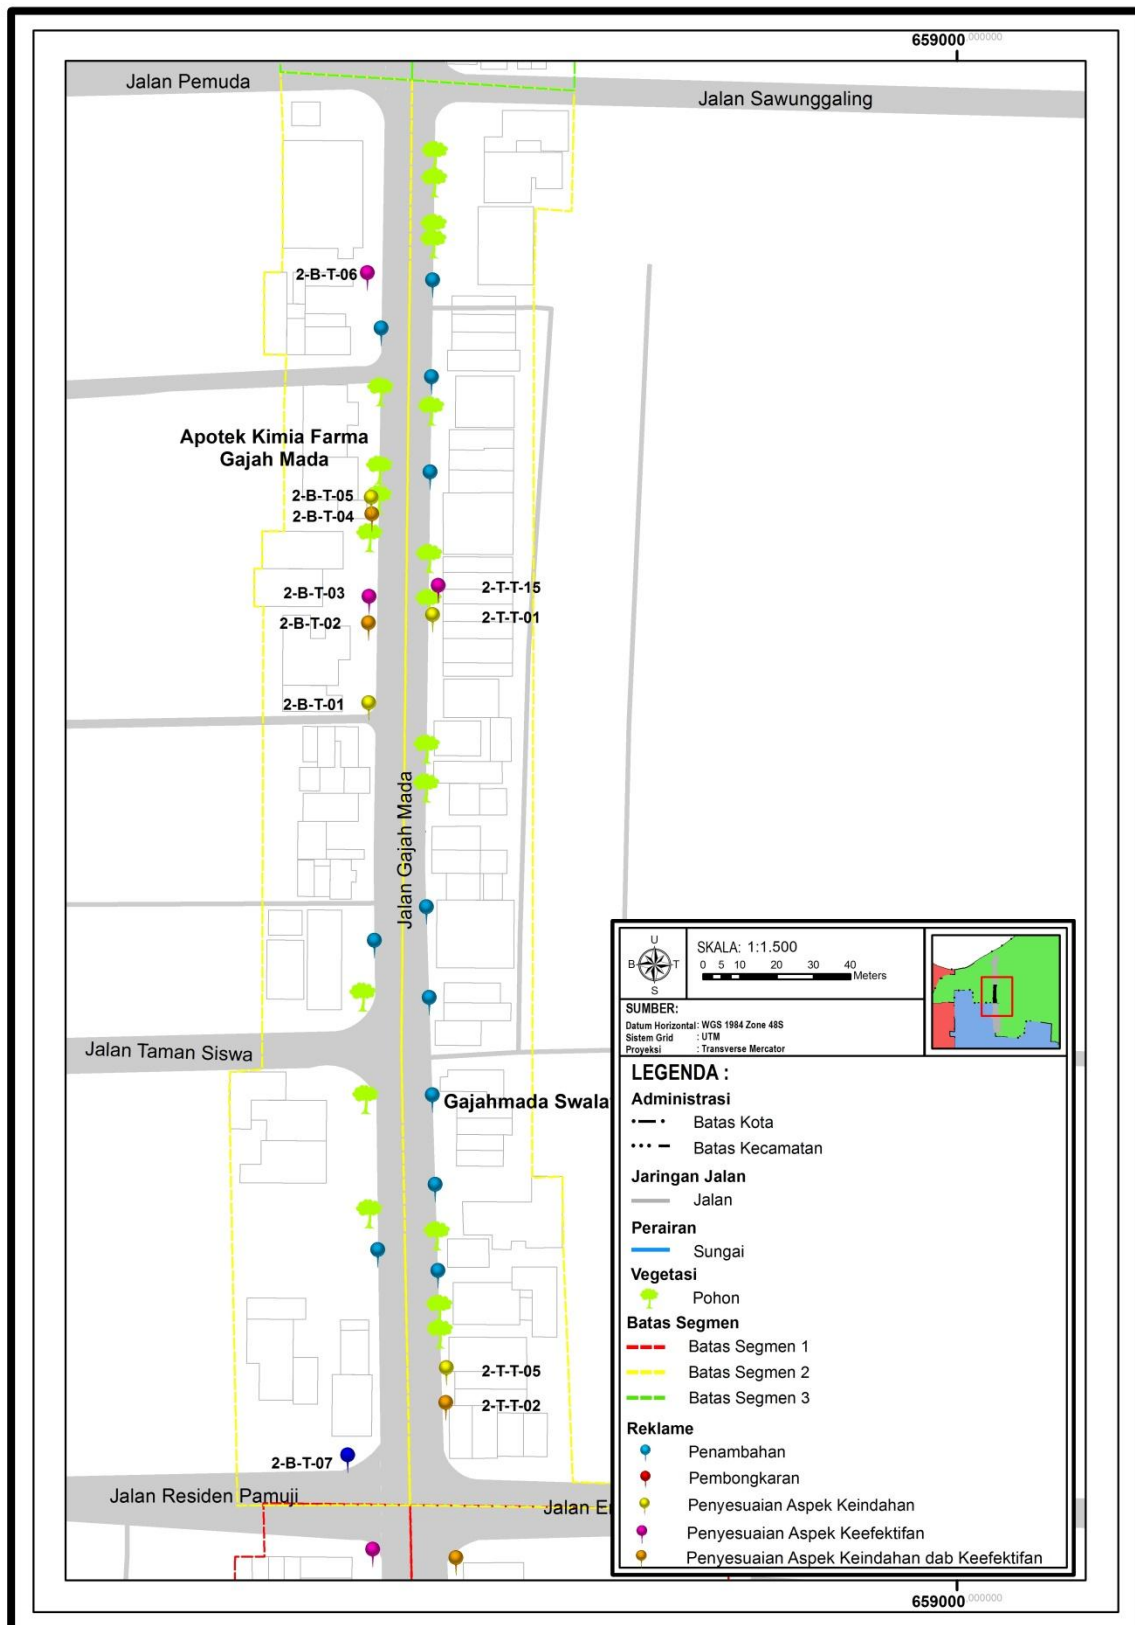 659000,000000
Jalan Pemuda
Jalan Sawunggaling
2-B-T-06
Apotek Kimia Farma
Gajah Mada
2-B-T-05
2-B-T-04
2-B-T-03
2-T-T-15
2-B-T-02
2-T-T-01
2-B-T-01
Jalan Gajah Mada
Jalan Taman Siswa
Gajahmada Swala
2-T-T-05
2-T-T-02
2-B-T-07
Jalan Residen Pamuji
Jalan E
U
B T
S
SKALA: 1:1.500
0 5 10 20 30 40
Meters
SUMBER:
Datum Horizontal: WGS 1984 Zone 48S
Sistem Grid : UTM
Proyeksi : Transverse Mercator
LEGENDA :
Administrasi
Batas Kota
Batas Kecamatan
Jaringan Jalan
Jalan
Perairan
Sungai
Vegetasi
Pohon
Batas Segmen
Batas Segmen 1
Batas Segmen 2
Batas Segmen 3
Reklame
Penambahan
Pembongkaran
Penyesuaian Aspek Keindahan
Penyesuaian Aspek Keefektifan
Penyesuaian Aspek Keindahan dab Keefektifan
659000,000000